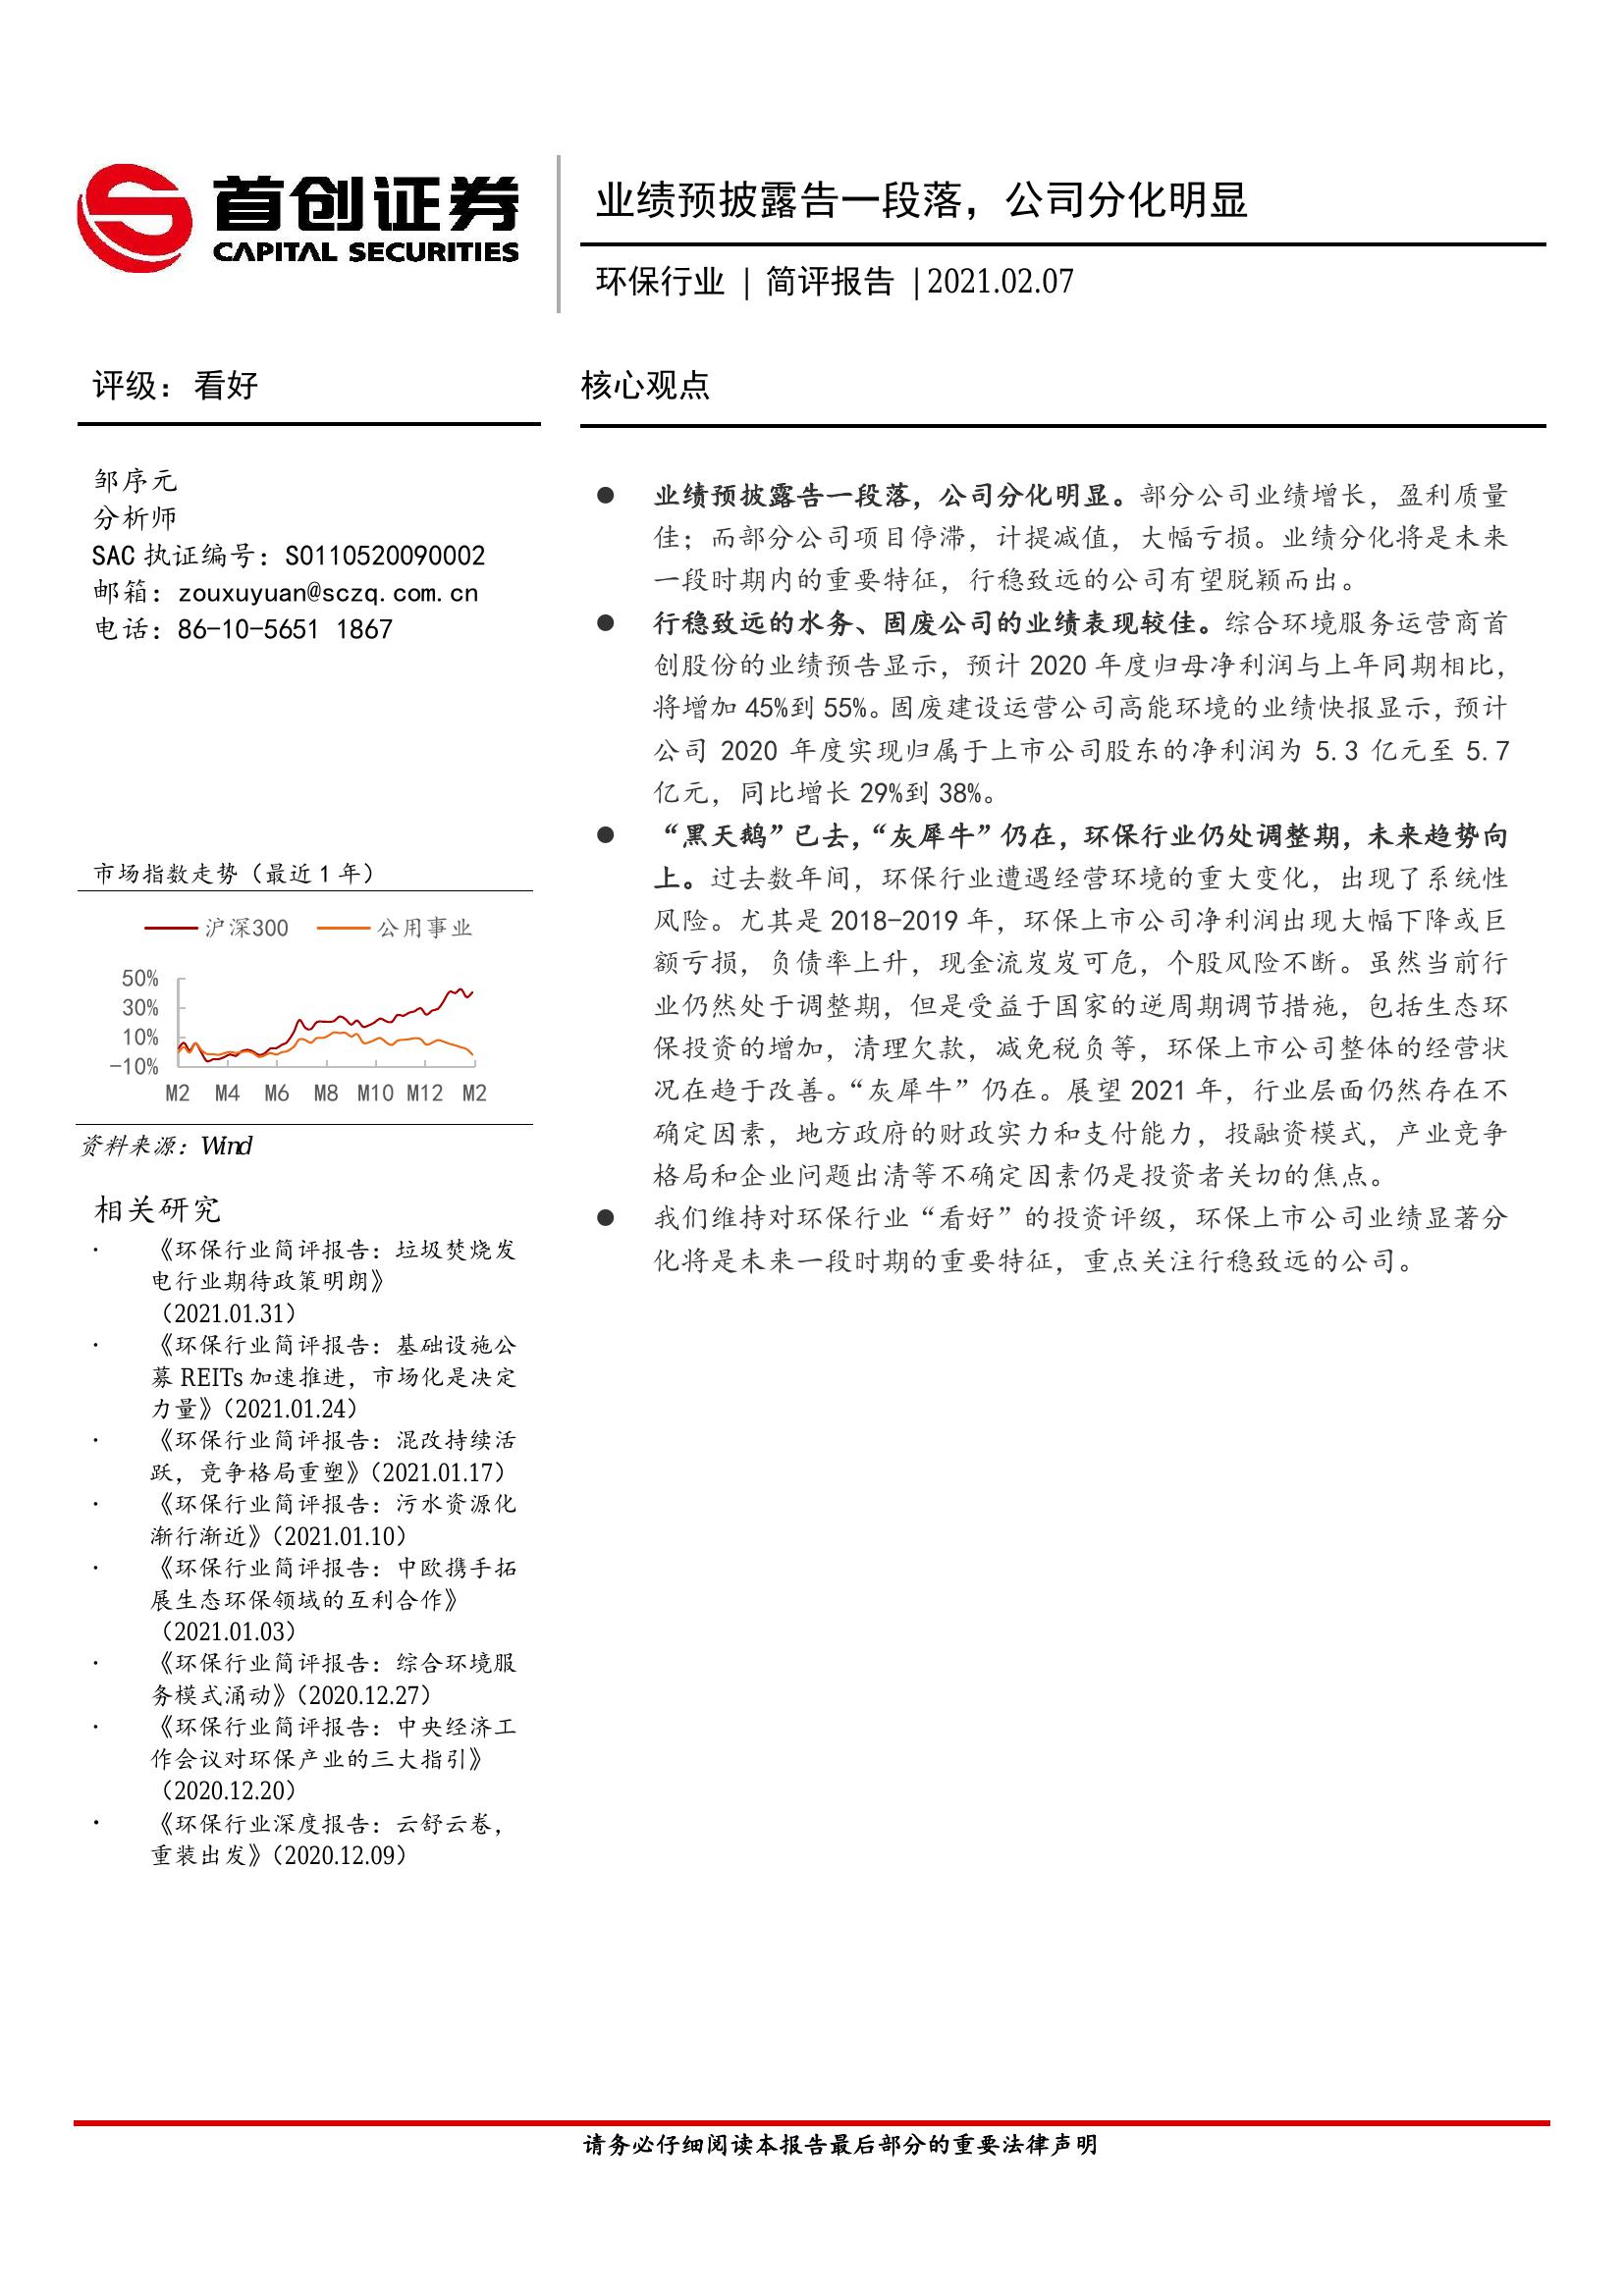 首创证券
CAPITAL SECURITIES
业绩预披露告一段落，公司分化明显
环保行业 | 简评报告 |2021.02.07
评级：看好
邹序元
分析师
SAC 执证编号：S0110520090002
邮箱：zouxuyuan@sczq.com.cn
电话：86-10-5651 1867
市场指数走势（最近 1 年）
沪深300 公用事业
50%
30%
10%
-10%
M2 M4 M6 M8 M10 M12 M2
资料来源：Wind
相关研究
· 《环保行业简评报告：垃圾焚烧发
电行业期待政策明朗》
（2021.01.31）
· 《环保行业简评报告：基础设施公
募 REITs 加速推进，市场化是决定
力量》（2021.01.24）
· 《环保行业简评报告：混改持续活
跃，竞争格局重塑》（2021.01.17）
· 《环保行业简评报告：污水资源化
渐行渐近》（2021.01.10）
· 《环保行业简评报告：中欧携手拓
展生态环保领域的互利合作》
（2021.01.03）
· 《环保行业简评报告：综合环境服
务模式涌动》（2020.12.27）
· 《环保行业简评报告：中央经济工
作会议对环保产业的三大指引》
（2020.12.20）
· 《环保行业深度报告：云舒云卷，
重装出发》（2020.12.09）
核心观点
● 业绩预披露告一段落，公司分化明显。部分公司业绩增长，盈利质量
佳；而部分公司项目停滞，计提减值，大幅亏损。业绩分化将是未来
一段时期内的重要特征，行稳致远的公司有望脱颖而出。
● 行稳致远的水务、固废公司的业绩表现较佳。综合环境服务运营商首
创股份的业绩预告显示，预计 2020 年度归母净利润与上年同期相比，
将增加 45%到 55%。固废建设运营公司高能环境的业绩快报显示，预计
公司 2020 年度实现归属于上市公司股东的净利润为 5.3 亿元至 5.7
亿元，同比增长 29%到 38%。
● “黑天鹅”已去，“灰犀牛”仍在，环保行业仍处调整期，未来趋势向
上。过去数年间，环保行业遭遇经营环境的重大变化，出现了系统性
风险。尤其是 2018-2019 年，环保上市公司净利润出现大幅下降或巨
额亏损，负债率上升，现金流岌岌可危，个股风险不断。虽然当前行
业仍然处于调整期，但是受益于国家的逆周期调节措施，包括生态环
保投资的增加，清理欠款，减免税负等，环保上市公司整体的经营状
况在趋于改善。“灰犀牛”仍在。展望 2021 年，行业层面仍然存在不
确定因素，地方政府的财政实力和支付能力，投融资模式，产业竞争
格局和企业问题出清等不确定因素仍是投资者关切的焦点。
● 我们维持对环保行业“看好”的投资评级，环保上市公司业绩显著分
化将是未来一段时期的重要特征，重点关注行稳致远的公司。
请务必仔细阅读本报告最后部分的重要法律声明